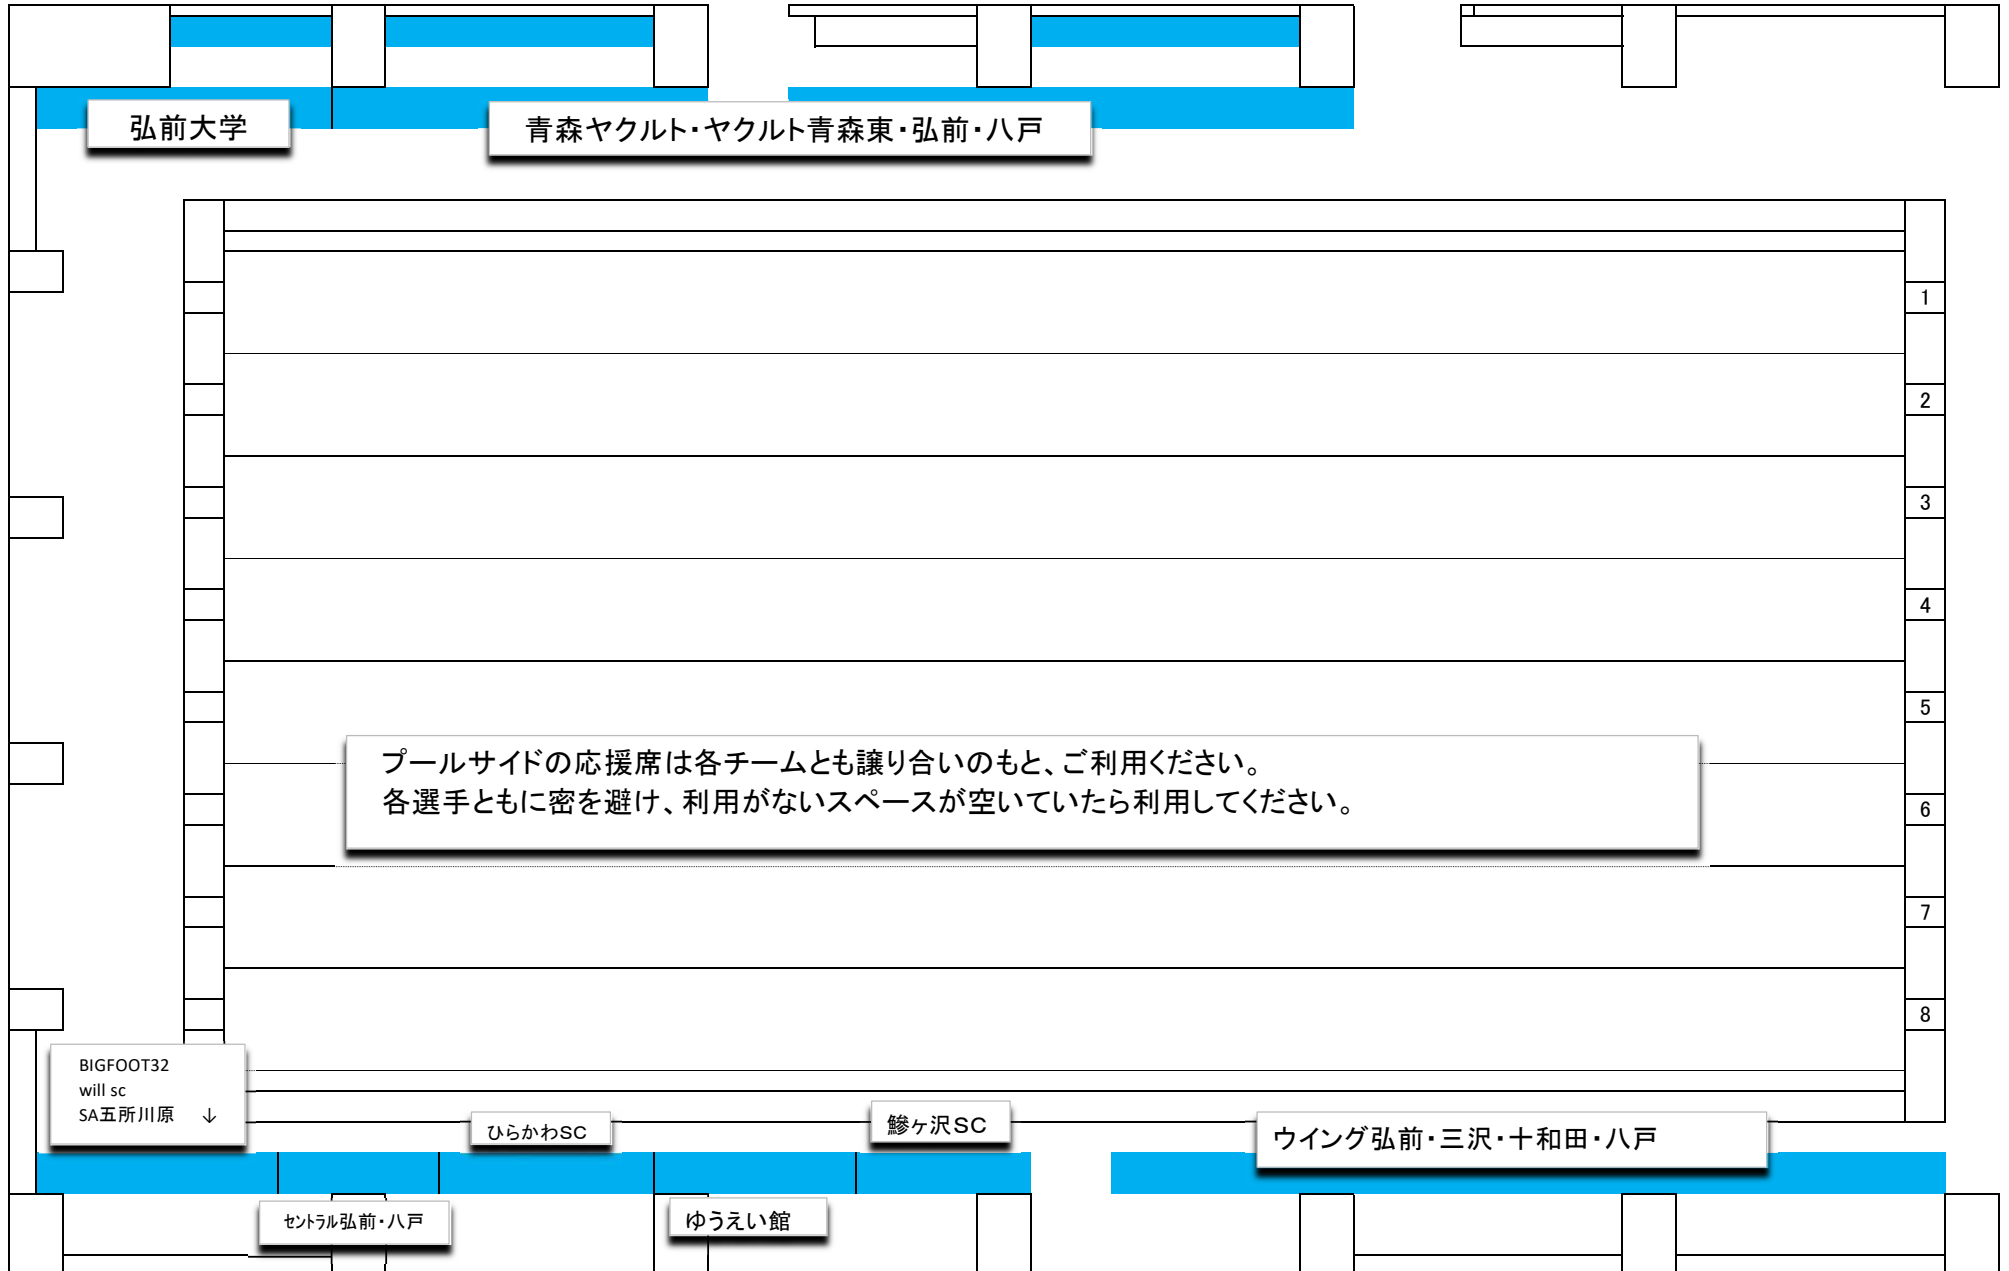 弘前大学
青森ヤクルト・ヤクルト青森東・弘前・八戸
1
2
3
4
5
プールサイドの応援席は各チームとも譲り合いのもと、ご利用ください。
各選手ともに密を避け、利用がないスペースが空いていたら利用してください。
6
7
8
BIGFOOT32
will sc
SA五所川原 ↓
ひらかわSC
鰺ヶ沢SC
ウイング弘前・三沢・十和田・八戸
セントラル弘前・八戸
ゆうえい館